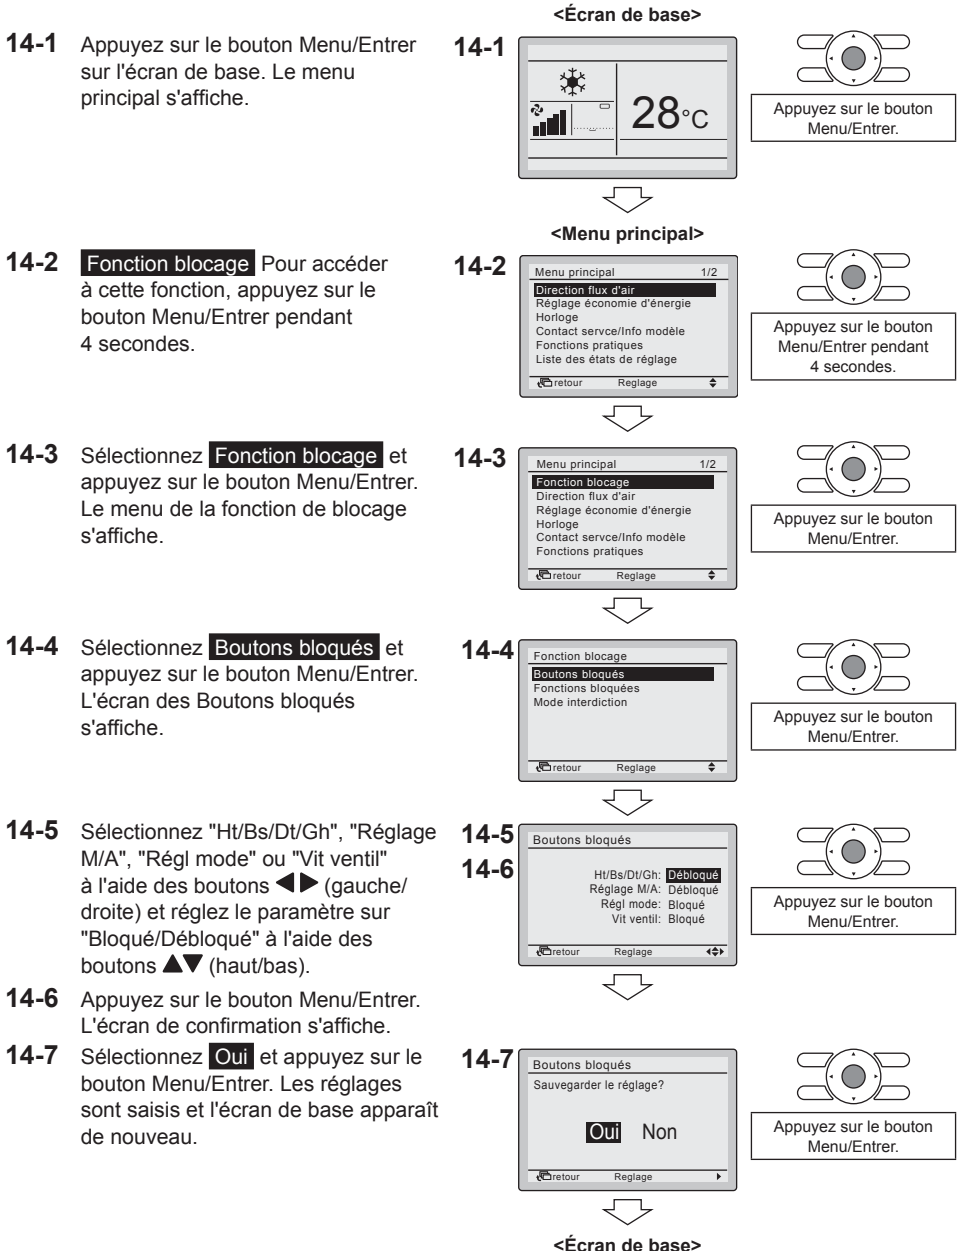 <Écran de base>
14-1 Appuyez sur le bouton Menu/Entrer
sur l'écran de base. Le menu
principal s'affiche.
14-1
28°C
Appuyez sur le bouton
Menu/Entrer.
<Menu principal>
14-2 Fonction blocage Pour accéder
à cette fonction, appuyez sur le
bouton Menu/Entrer pendant
4 secondes.
14-2
Menu principal 1/2
Direction flux d'air
Réglage économie d'énergie
Horloge
Contact servce/Info modèle
Fonctions pratiques
Liste des états de réglage
retour Reglage
Appuyez sur le bouton
Menu/Entrer pendant
4 secondes.
14-3 Sélectionnez Fonction blocage et
appuyez sur le bouton Menu/Entrer.
Le menu de la fonction de blocage
s'affiche.
14-3
Menu principal 1/2
Fonction blocage
Direction flux d'air
Réglage économie d'énergie
Horloge
Contact servce/Info modèle
Fonctions pratiques
retour Reglage
Appuyez sur le bouton
Menu/Entrer.
14-4 Sélectionnez Boutons bloqués et
appuyez sur le bouton Menu/Entrer.
L'écran des Boutons bloqués
s'affiche.
14-4
Fonction blocage
Boutons bloqués
Fonctions bloquées
Mode interdiction
retour Reglage
Appuyez sur le bouton
Menu/Entrer.
14-5 Sélectionnez "Ht/Bs/Dt/Gh", "Réglage
M/A", "Régl mode" ou "Vit ventil"
à l'aide des boutons ◀▶ (gauche/
droite) et réglez le paramètre sur
"Bloqué/Débloqué" à l'aide des
boutons ▲▼ (haut/bas).
14-6 Appuyez sur le bouton Menu/Entrer.
L'écran de confirmation s'affiche.
14-5
14-6
Boutons bloqués
Ht/Bs/Dt/Gh: Débloqué
Réglage M/A: Débloqué
Régl mode: Bloqué
Vit ventil: Bloqué
retour Reglage
Appuyez sur le bouton
Menu/Entrer.
14-7 Sélectionnez Oui et appuyez sur le
bouton Menu/Entrer. Les réglages
sont saisis et l'écran de base apparaît
de nouveau.
14-7
Boutons bloqués
Sauvegarder le réglage?
Oui Non
retour Reglage
Appuyez sur le bouton
Menu/Entrer.
<Écran de base>